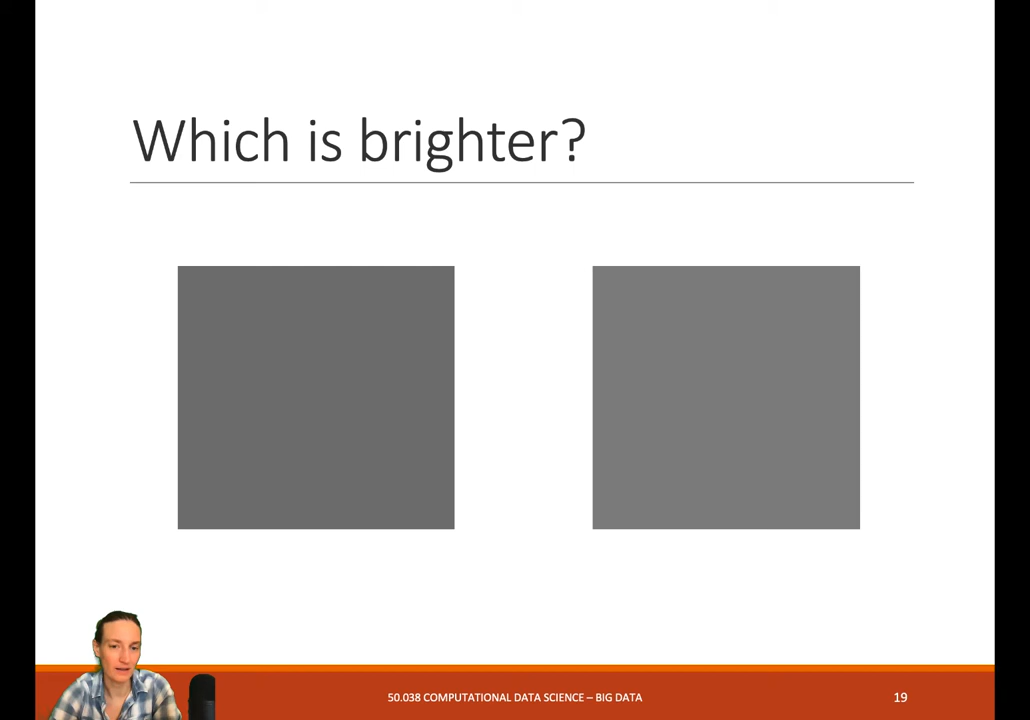 Which is brighter?
50.038 COMPUTATIONAL DATA SCIENCE – BIG DATA
19